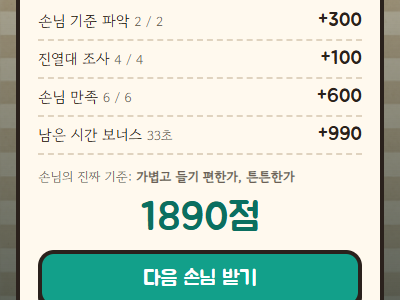 손님 기준 파악 2 / 2 +300
진열대 조사 4 / 4 +100
손님 만족 6 / 6 +600
남은 시간 보너스 33초 +990
손님의 진짜 기준: 가볍고 들기 편한가, 튼튼한가
1890점
다음 손님 받기